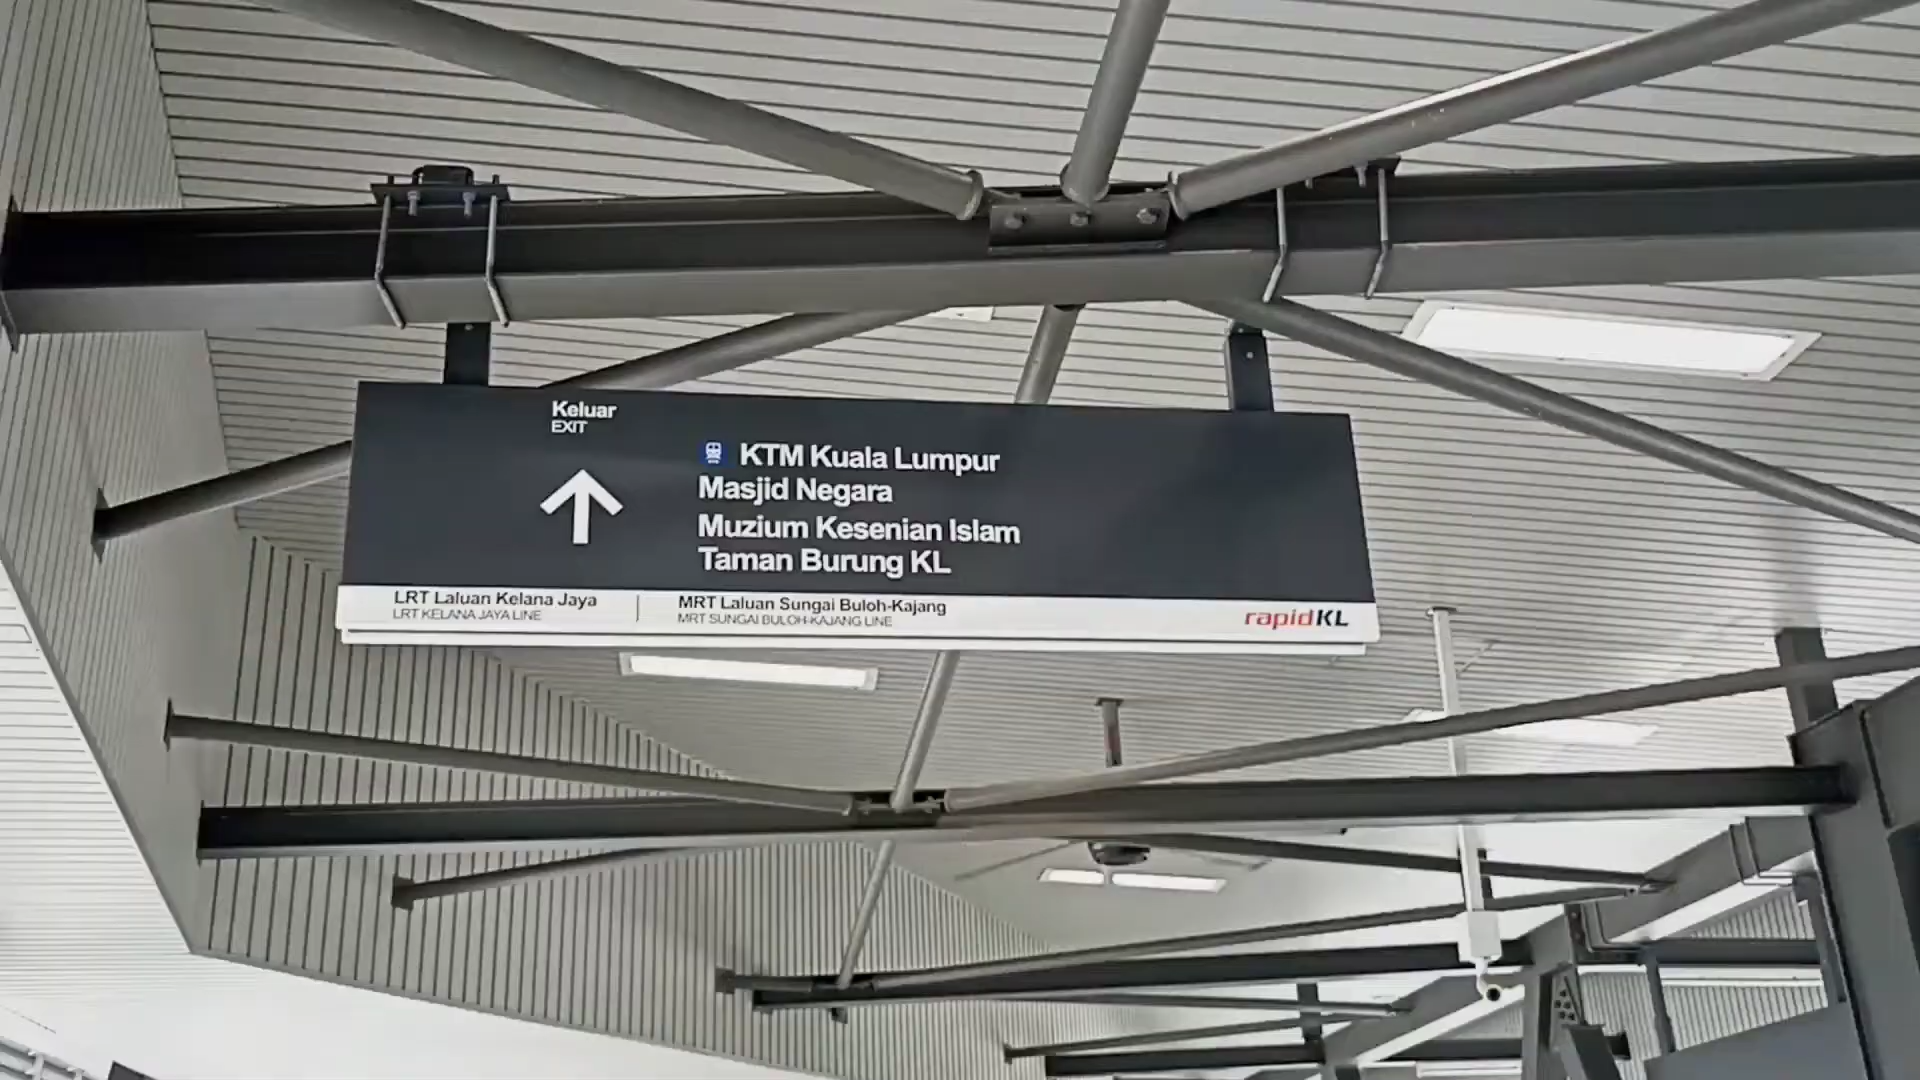 Keluar
EXIT
KTM Kuala Lumpur
Masjid Negara
Muzium Kesenian Islam
Taman Burung KL
LRT Laluan Kelana Jaya
LRT KELANA JAYA LINE
MRT Laluan Sungai Buloh-Kajang
MRT SUNGAI BULOH-KAJANG LINE
rapidKL